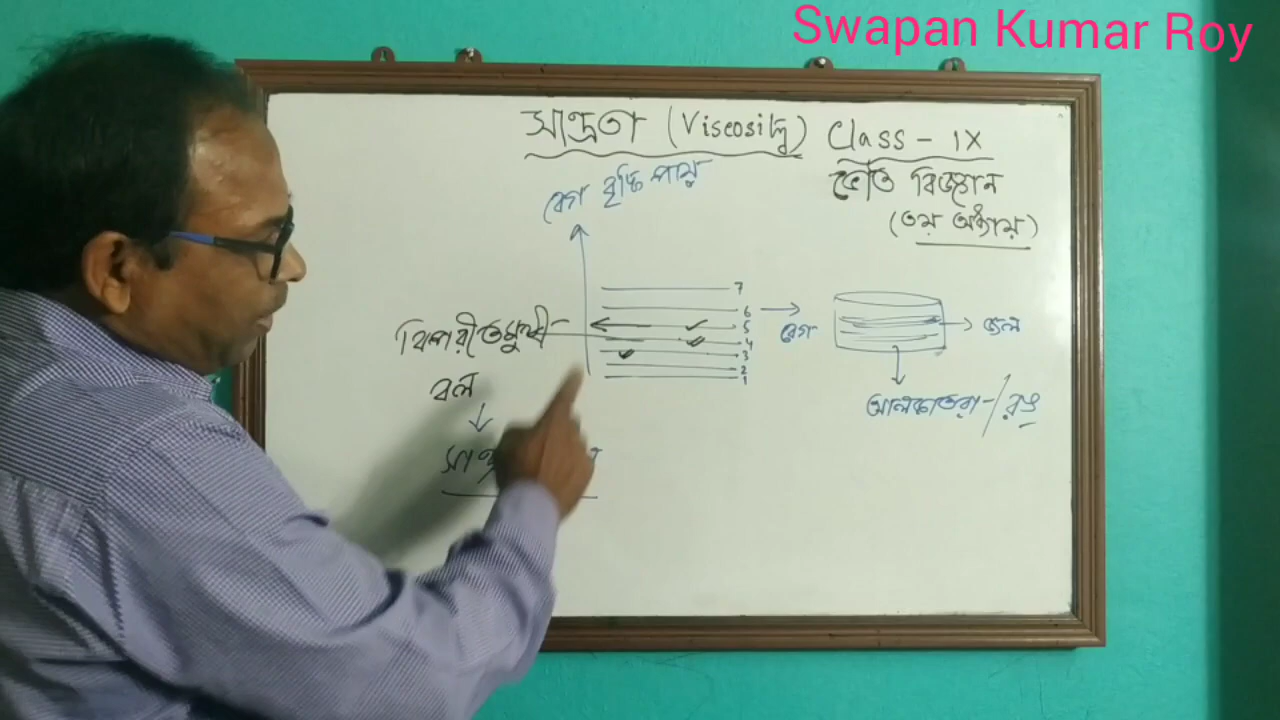 Swapan Kumar Roy
সান্দ্রতা (Viscosity) Class - IX
ভৌত বিজ্ঞান
(৩য় অধ্যায়)
বেগ বৃদ্ধি পায়
7
6
5
4
3
2
1
বেগ
জল
আলকাতরা / রঙ
বিপরীতমুখী
বল